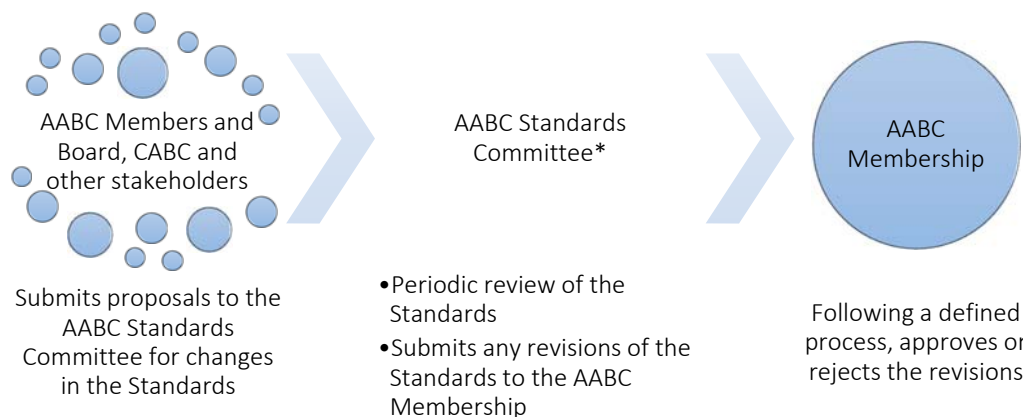 AABC Members and
Board, CABC and
other stakeholders
Submits proposals to the
AABC Standards
Committee for changes
in the Standards
AABC Standards
Committee*
•Periodic review of the
Standards
•Submits any revisions of the
Standards to the AABC
Membership
AABC
Membership
Following a defined
process, approves or
rejects the revisions